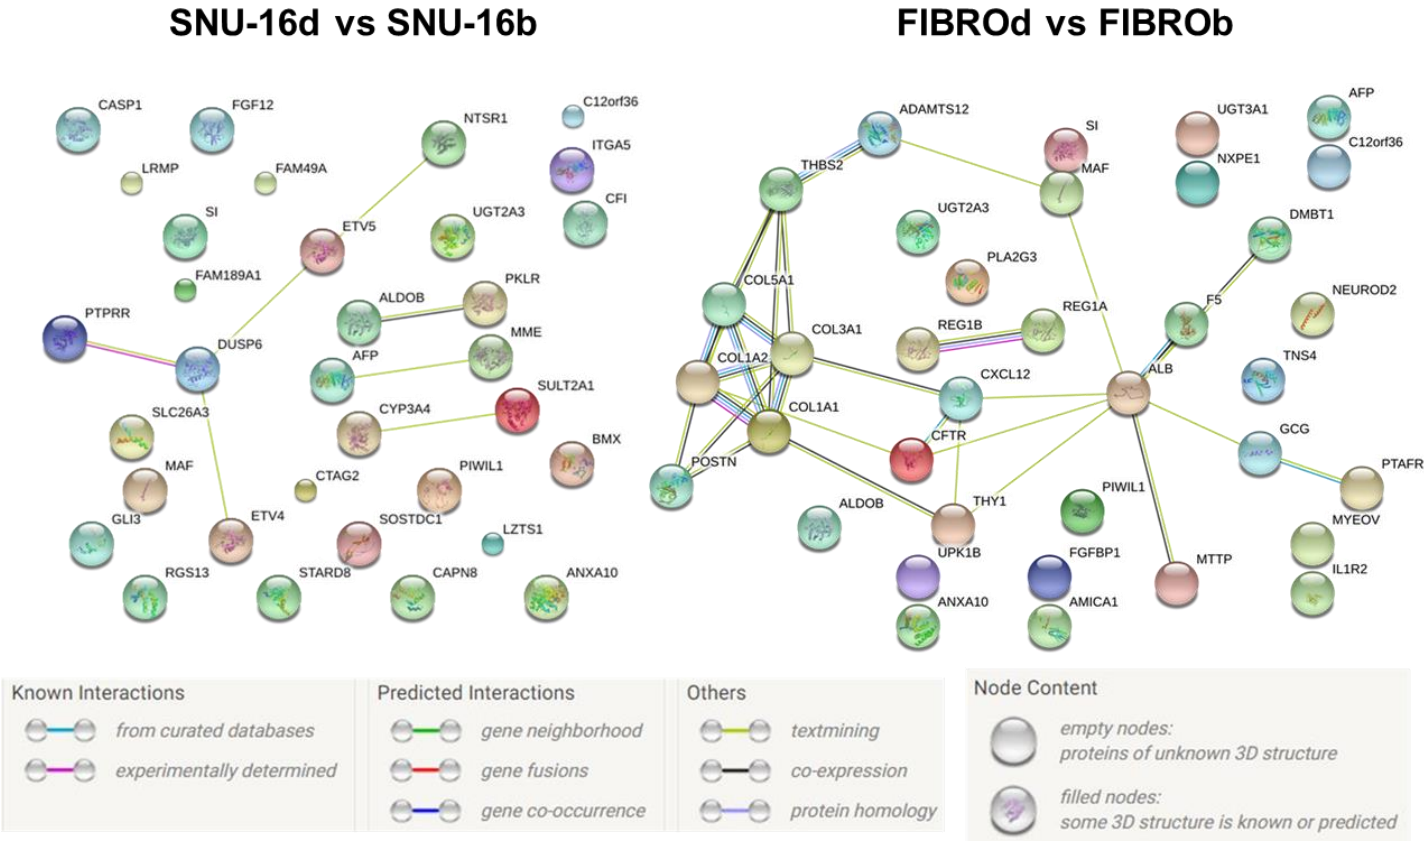 SNU-16d vs SNU-16b
CASP1
FGF12
NTSR1
C12orf36
ITGA5
LRMP
FAM49A
CFI
SI
ETV5
UGT2A3
FAM189A1
PKLR
ALDOB
PTPRR
DUSP6
MME
AFP
SULT2A1
SLC26A3
CYP3A4
BMX
MAF
CTAG2
PIWIL1
GLI3
ETV4
SOSTDC1
LZTS1
RGS13
STARD8
CAPN8
ANXA10
FIBROd vs FIBROb
ADAMTS12
SI
UGT3A1
AFP
THBS2
MAF
NXPE1
C12orf36
UGT2A3
DMBT1
PLA2G3
COL5A1
NEUROD2
REG1A
F5
REG1B
COL3A1
COL1A2
TNS4
CXCL12
ALB
COL1A1
CFTR
GCG
POSTN
PTAFR
ALDOB
THY1
PIWIL1
MYEOV
UPK1B
FGFBP1
MTTP
IL1R2
ANXA10
AMICA1
Known Interactions
from curated databases
experimentally determined
Predicted Interactions
gene neighborhood
gene fusions
gene co-occurrence
Others
textmining
co-expression
protein homology
Node Content
empty nodes:
proteins of unknown 3D structure
filled nodes:
some 3D structure is known or predicted